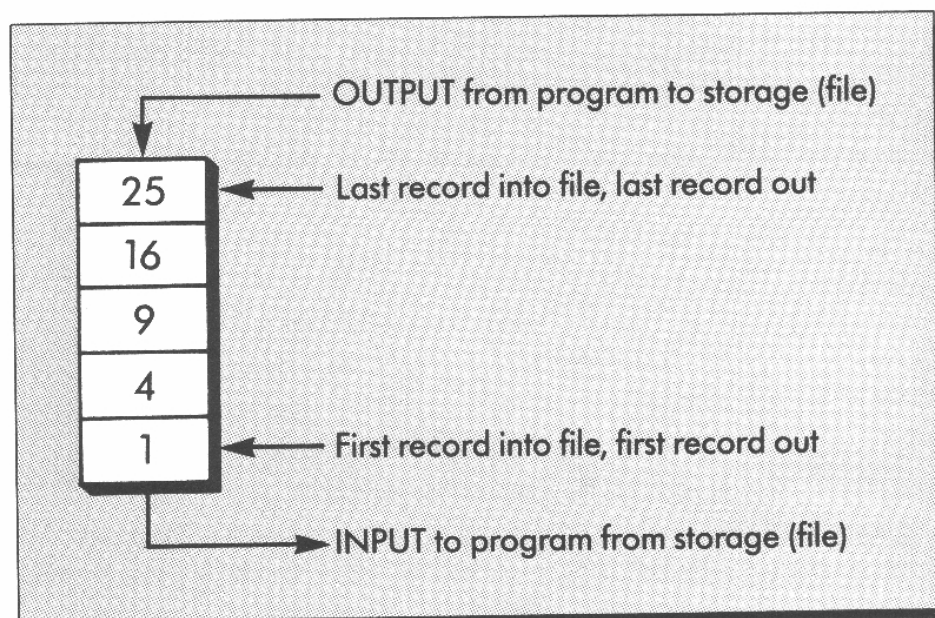 OUTPUT from program to storage (file)
25
Last record into file, last record out
16
9
4
1
First record into file, first record out
INPUT to program from storage (file)